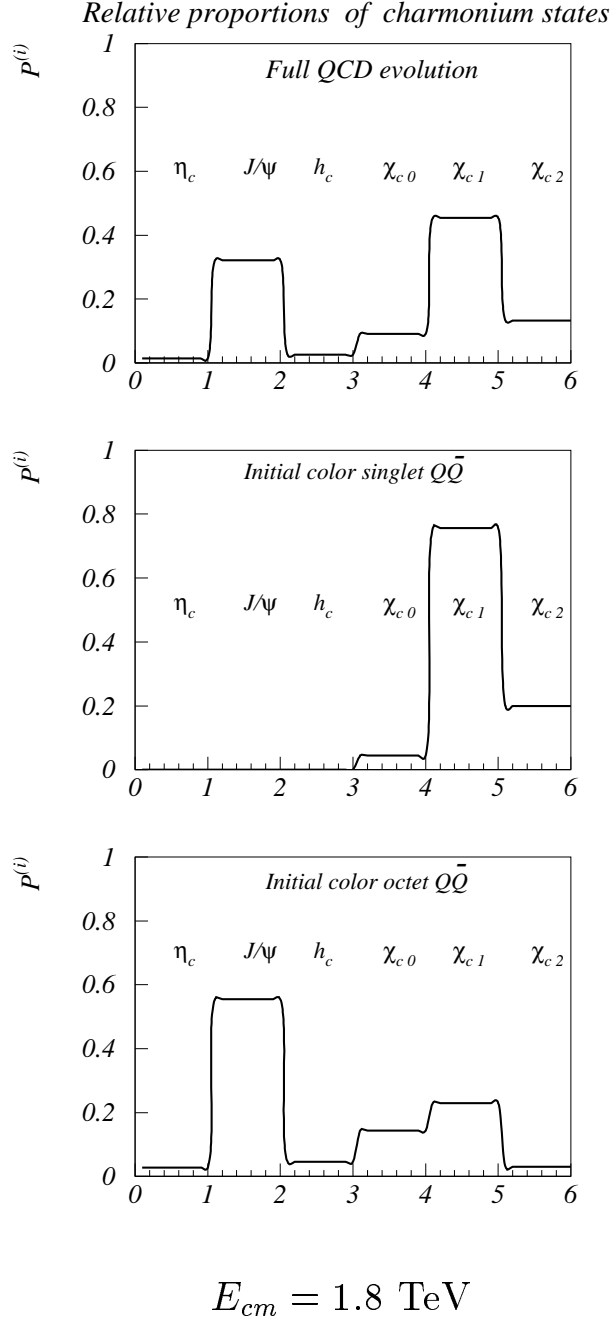 Relative proportions of charmonium states
P(i)
1
Full QCD evolution
0.8
0.6
ηc J/ψ hc χc 0 χc 1 χc 2
0.4
0.2
0
0 1 2 3 4 5 6
P(i)
1
Initial color singlet QQ̄
0.8
0.6
ηc J/ψ hc χc 0 χc 1 χc 2
0.4
0.2
0
0 1 2 3 4 5 6
P(i)
1
Initial color octet QQ̄
0.8
ηc J/ψ hc χc 0 χc 1 χc 2
0.6
0.4
0.2
0
0 1 2 3 4 5 6
Ecm = 1.8 TeV